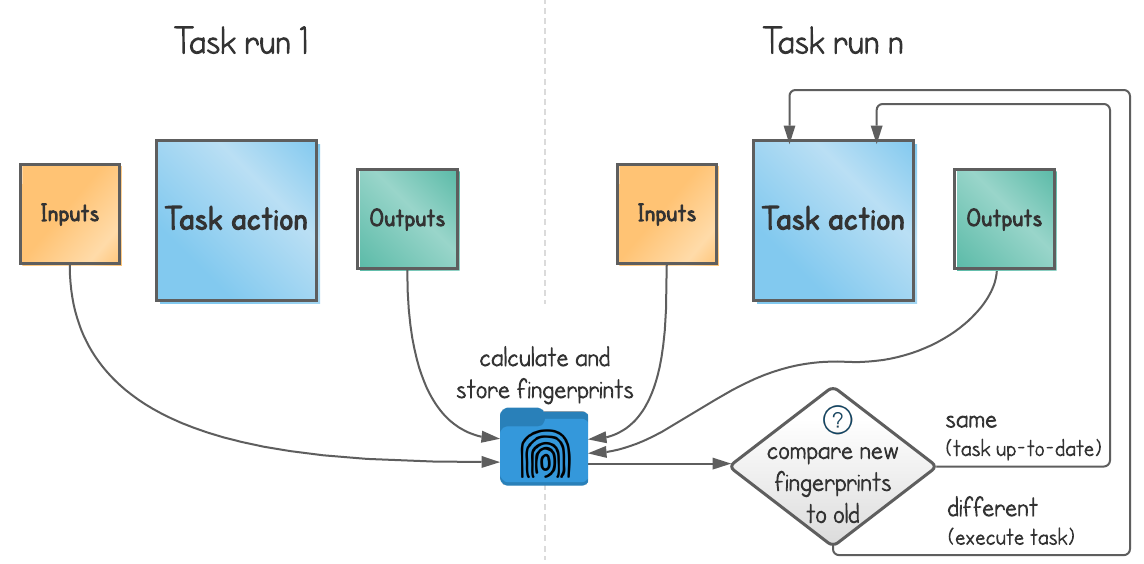 Task run 1
Task run n
Inputs
Task action
Outputs
Inputs
Task action
Outputs
calculate and
store fingerprints
?
compare new
fingerprints
to old
same
(task up-to-date)
different
(execute task)